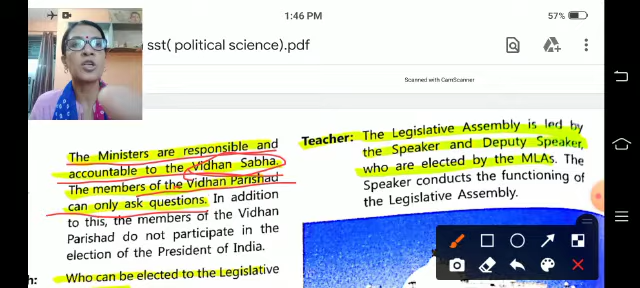 1:46 PM
57%
sst( political science).pdf
Scanned with CamScanner
The Ministers are responsible and
accountable to the Vidhan Sabha.
The members of the Vidhan Parishad
can only ask questions. In addition
to this, the members of the Vidhan
Parishad do not participate in the
election of the President of India.
Who can be elected to the Legislative
Teacher: The Legislative Assembly is led by
the Speaker and Deputy Speaker,
who are elected by the MLAs. The
Speaker conducts the functioning of
the Legislative Assembly.